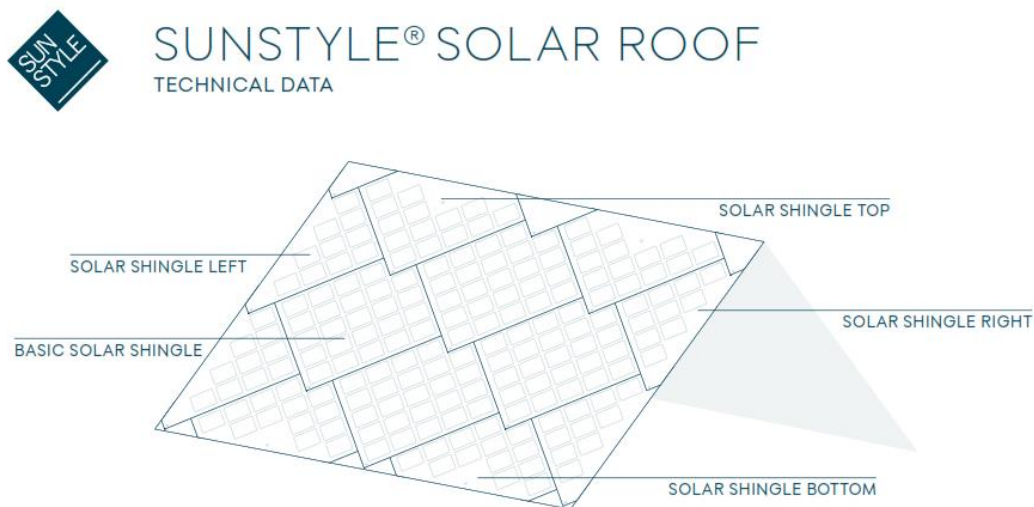 SUN
STYLE
SUNSTYLE® SOLAR ROOF
TECHNICAL DATA
SOLAR SHINGLE TOP
SOLAR SHINGLE LEFT
SOLAR SHINGLE RIGHT
BASIC SOLAR SHINGLE
SOLAR SHINGLE BOTTOM